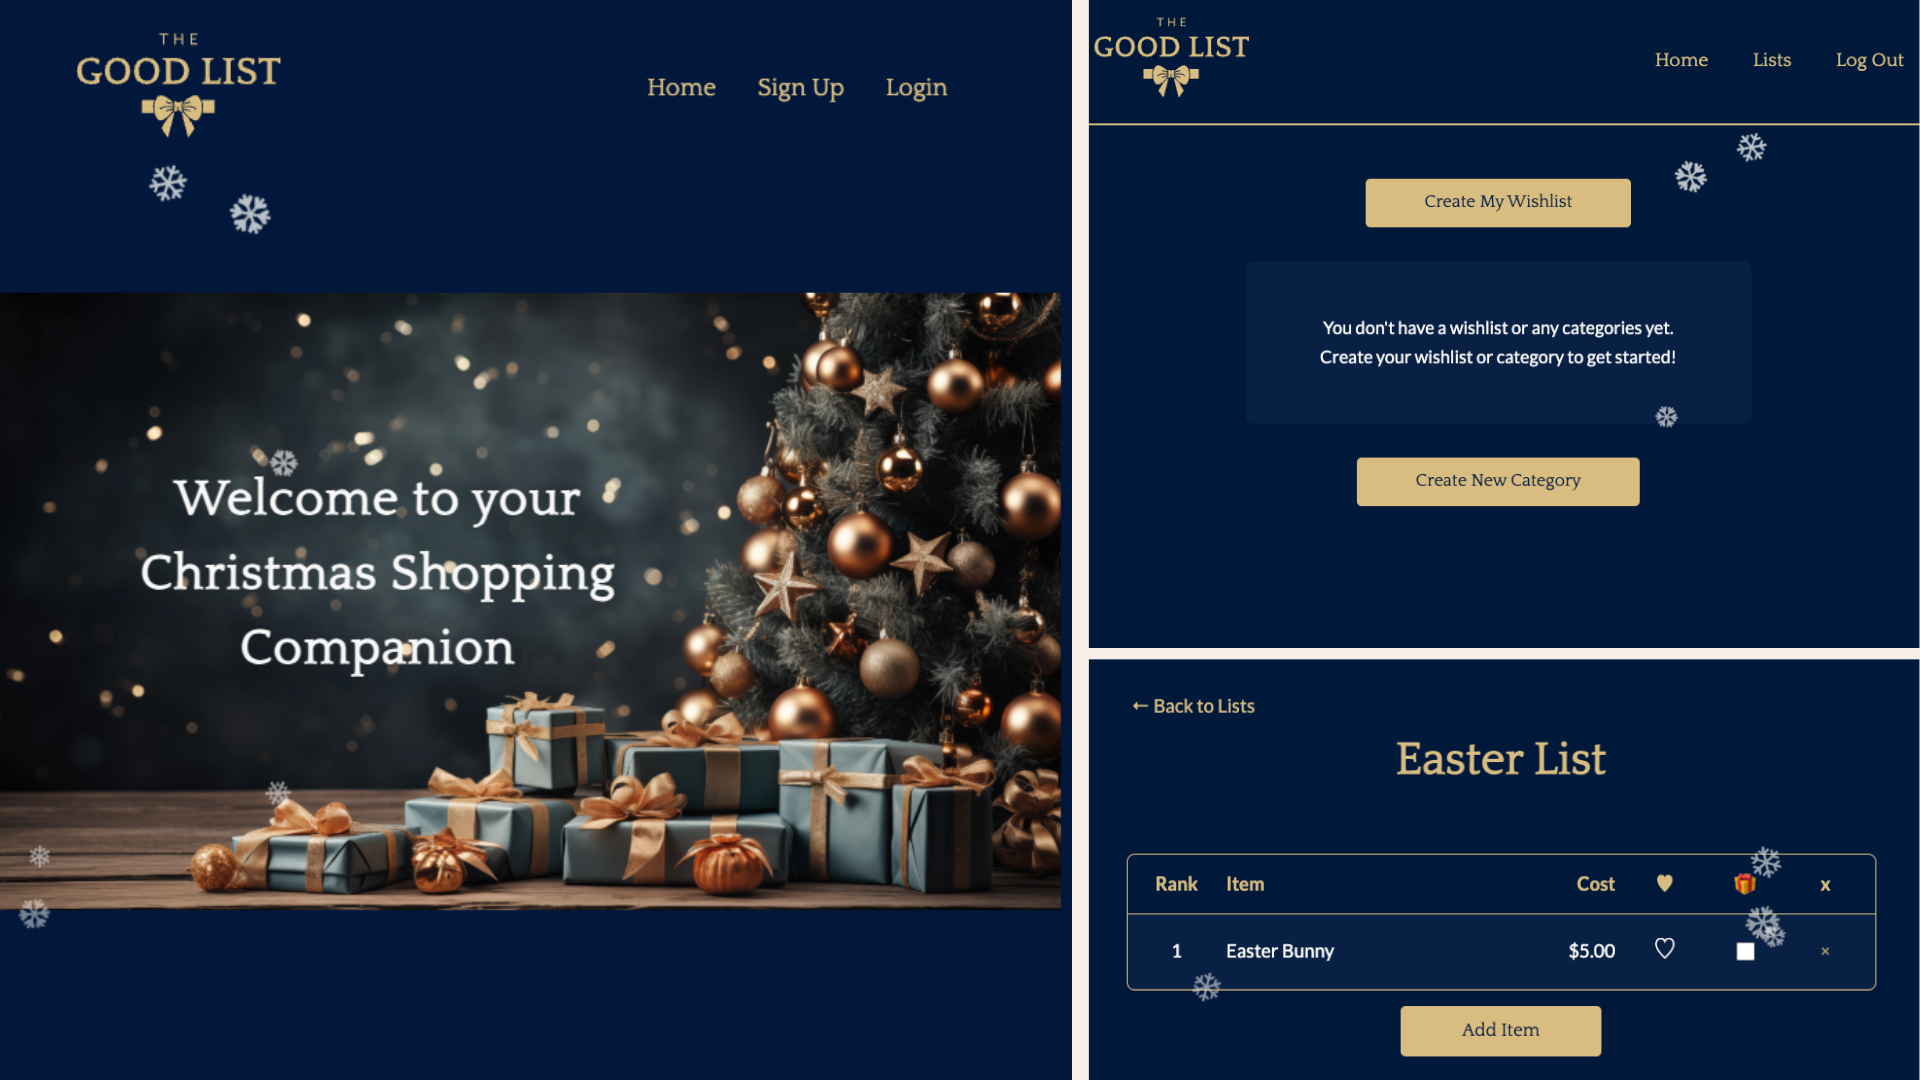 THE
GOOD LIST
Home Sign Up Login
Welcome to your
Christmas Shopping
Companion
THE
GOOD LIST
Home Lists Log Out
Create My Wishlist
You don't have a wishlist or any categories yet.
Create your wishlist or category to get started!
Create New Category
← Back to Lists
Easter List
Rank Item Cost ♥ 🎁 x
1 Easter Bunny $5.00 ♡ ×
Add Item